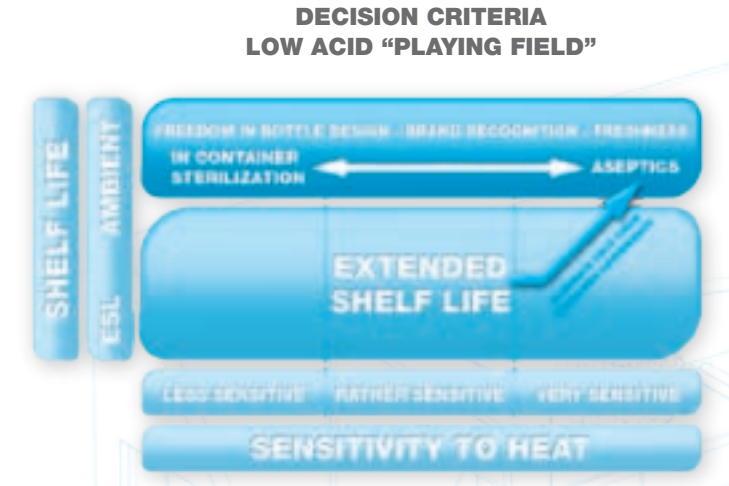 DECISION CRITERIA
LOW ACID “PLAYING FIELD”
SHELF LIFE
AMBIENT
ESL
FREEDOM IN BOTTLE DESIGN - BRAND RECOGNITION - FRESHNESS
IN CONTAINER
STERILIZATION
ASEPTICS
EXTENDED
SHELF LIFE
LESS SENSITIVE
RATHER SENSITIVE
VERY SENSITIVE
SENSITIVITY TO HEAT